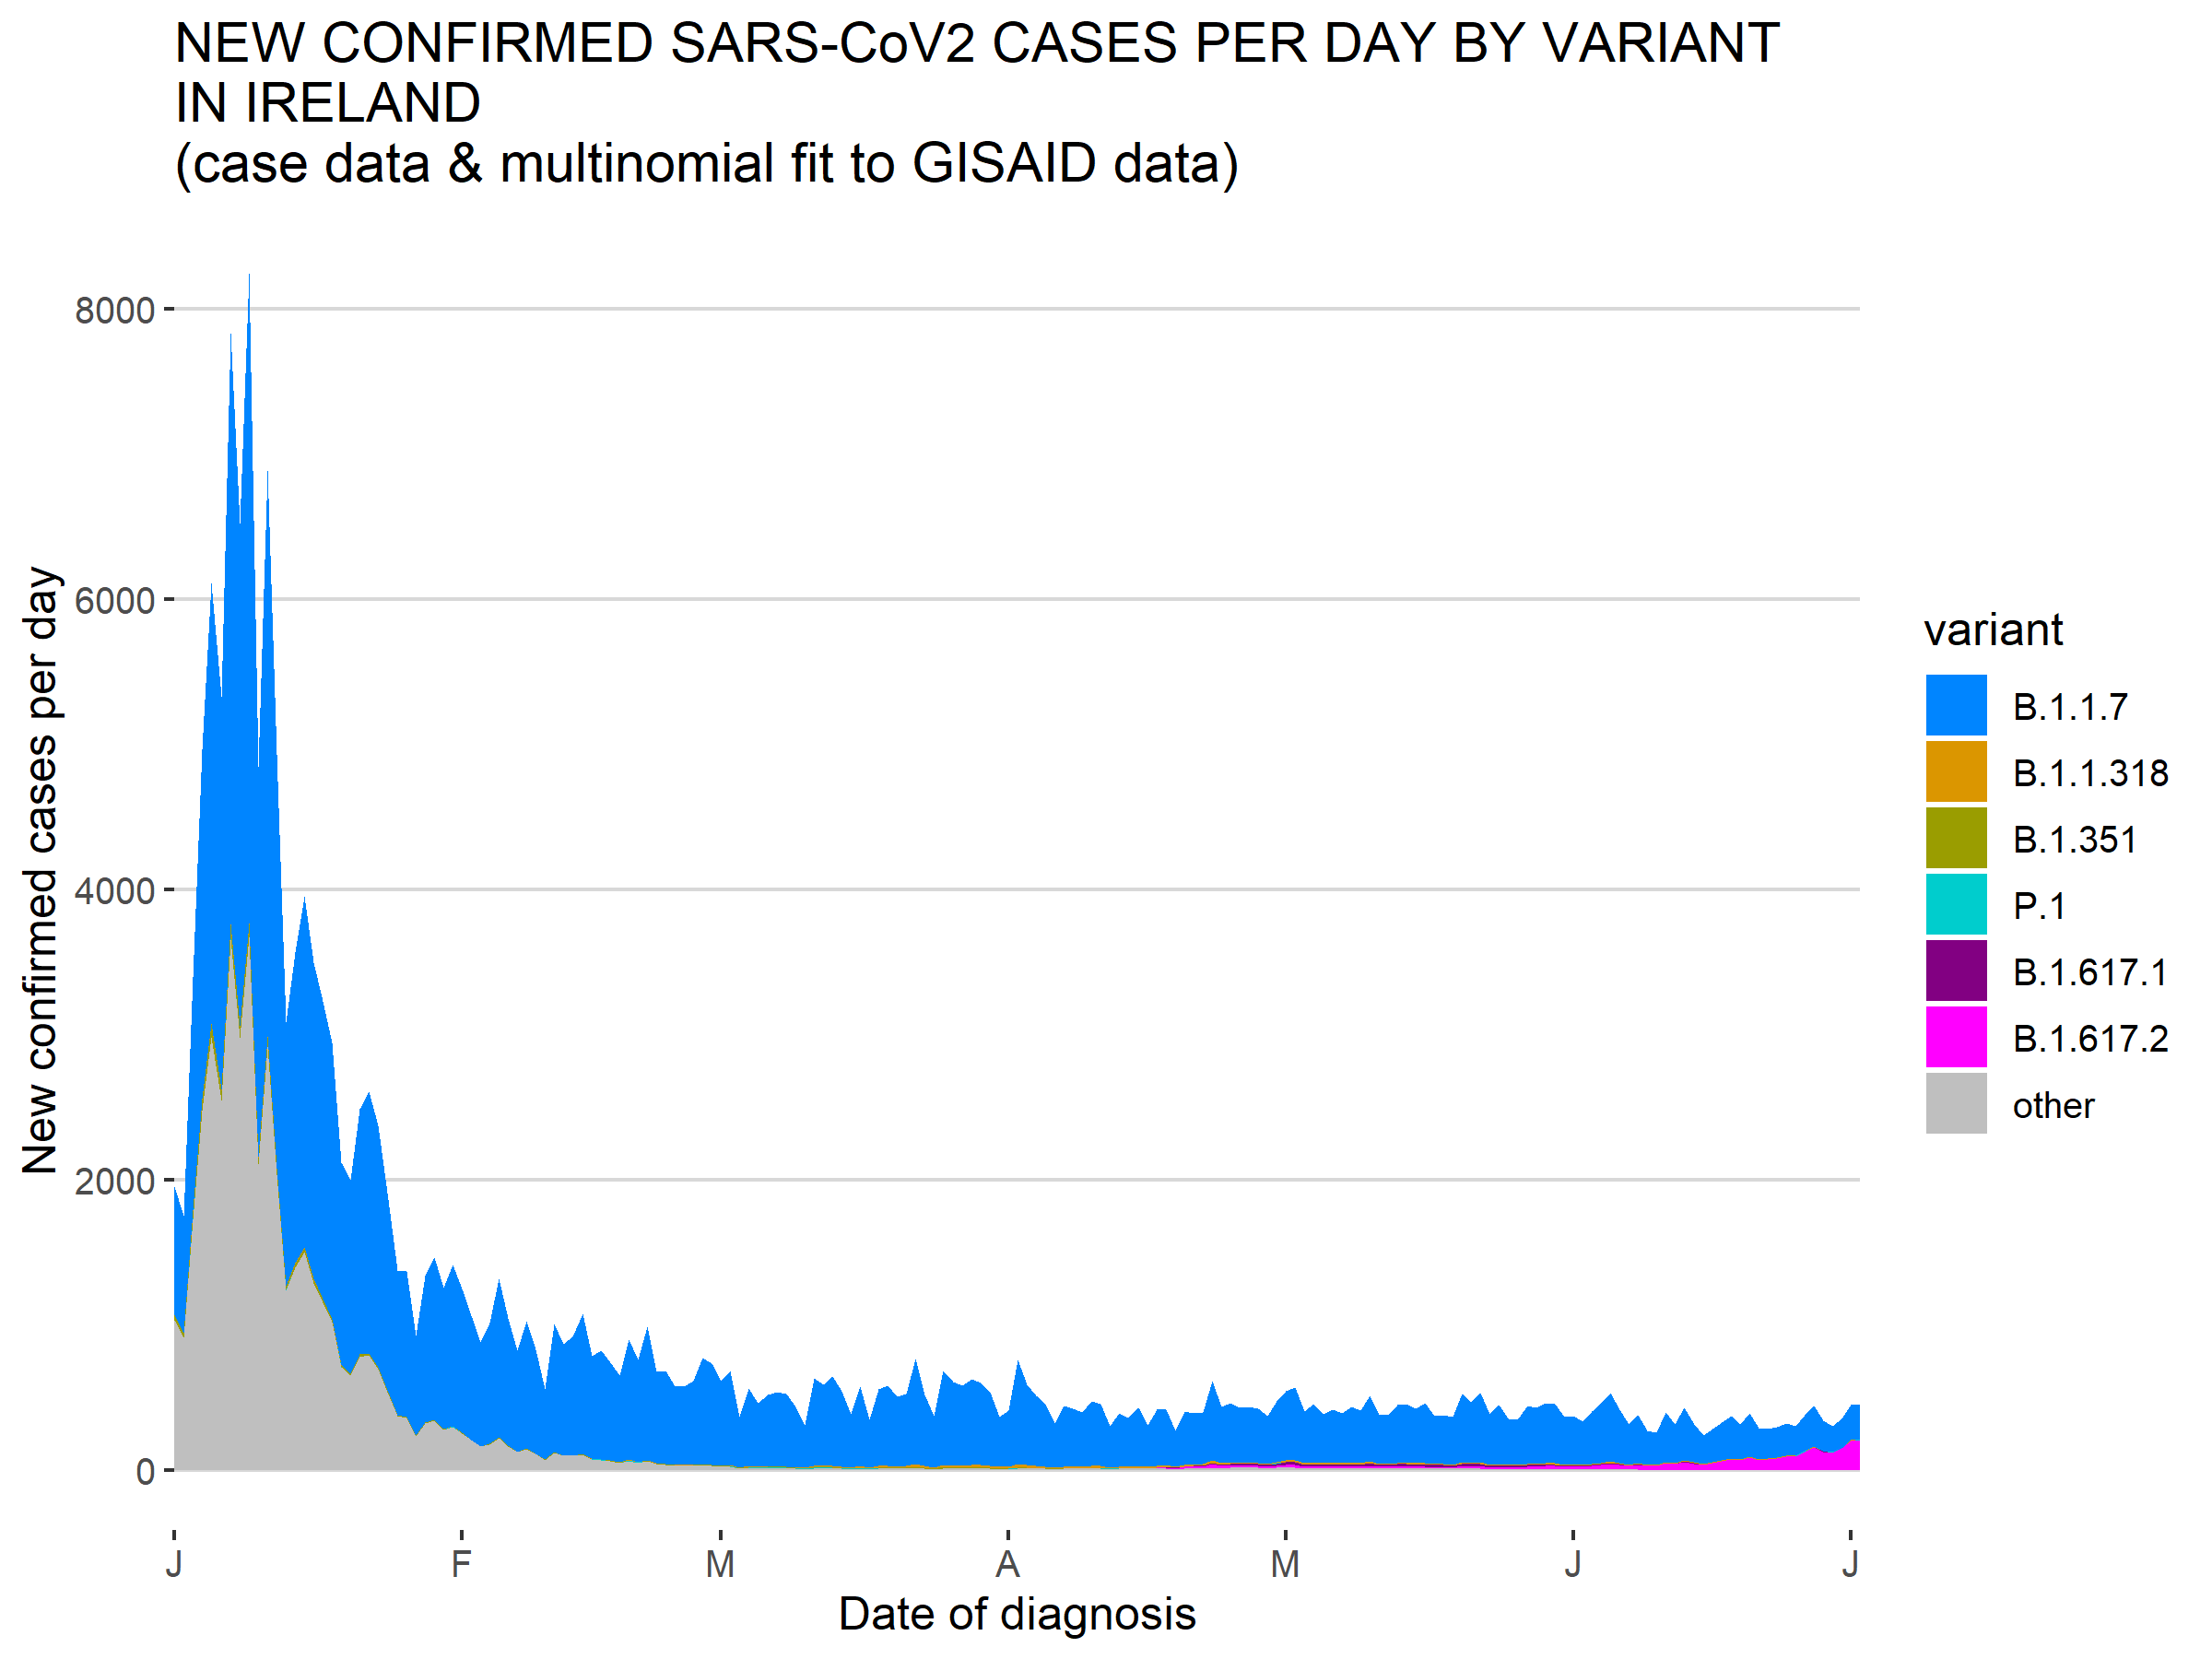 NEW CONFIRMED SARS-CoV2 CASES PER DAY BY VARIANT
IN IRELAND
(case data & multinomial fit to GISAID data)
New confirmed cases per day
8000
6000
4000
2000
0
J F M A M J J
Date of diagnosis
variant
B.1.1.7
B.1.1.318
B.1.351
P.1
B.1.617.1
B.1.617.2
other